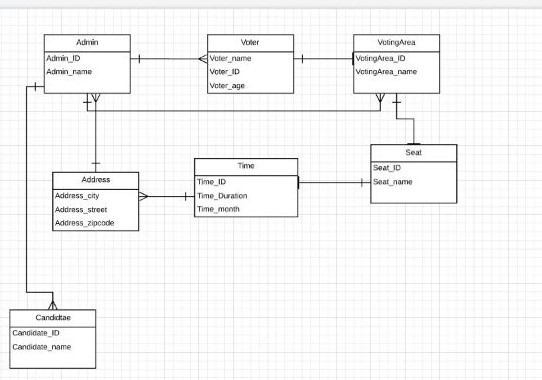 Admin
Admin_ID
Admin_name
Voter
Voter_name
Voter_ID
Voter_age
VotingArea
VotingArea_ID
VotingArea_name
Seat
Seat_ID
Seat_name
Time
Time_ID
Time_Duration
Time_month
Address
Address_city
Address_street
Address_zipcode
Candidtae
Candidate_ID
Candidate_name